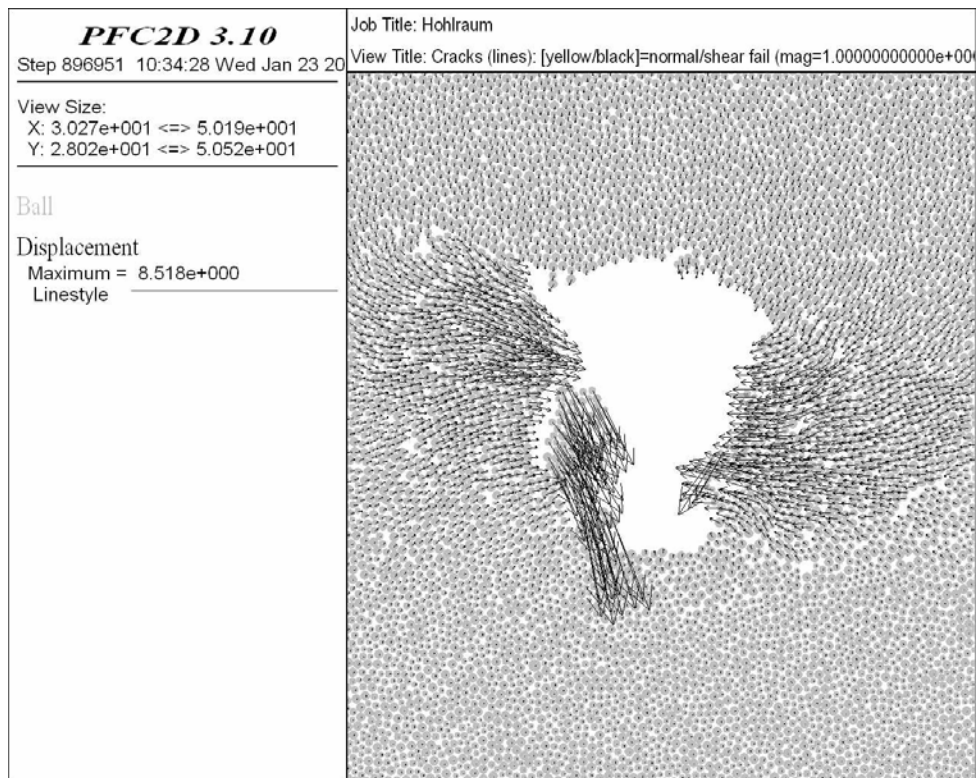 PFC2D 3.10
Step 896951 10:34:28 Wed Jan 23 20
View Size:
X: 3.027e+001 <=> 5.019e+001
Y: 2.802e+001 <=> 5.052e+001
Ball
Displacement
Maximum = 8.518e+000
Linestyle
Job Title: Hohlraum
View Title: Cracks (lines): [yellow/black]=normal/shear fail (mag=1.00000000000e+00